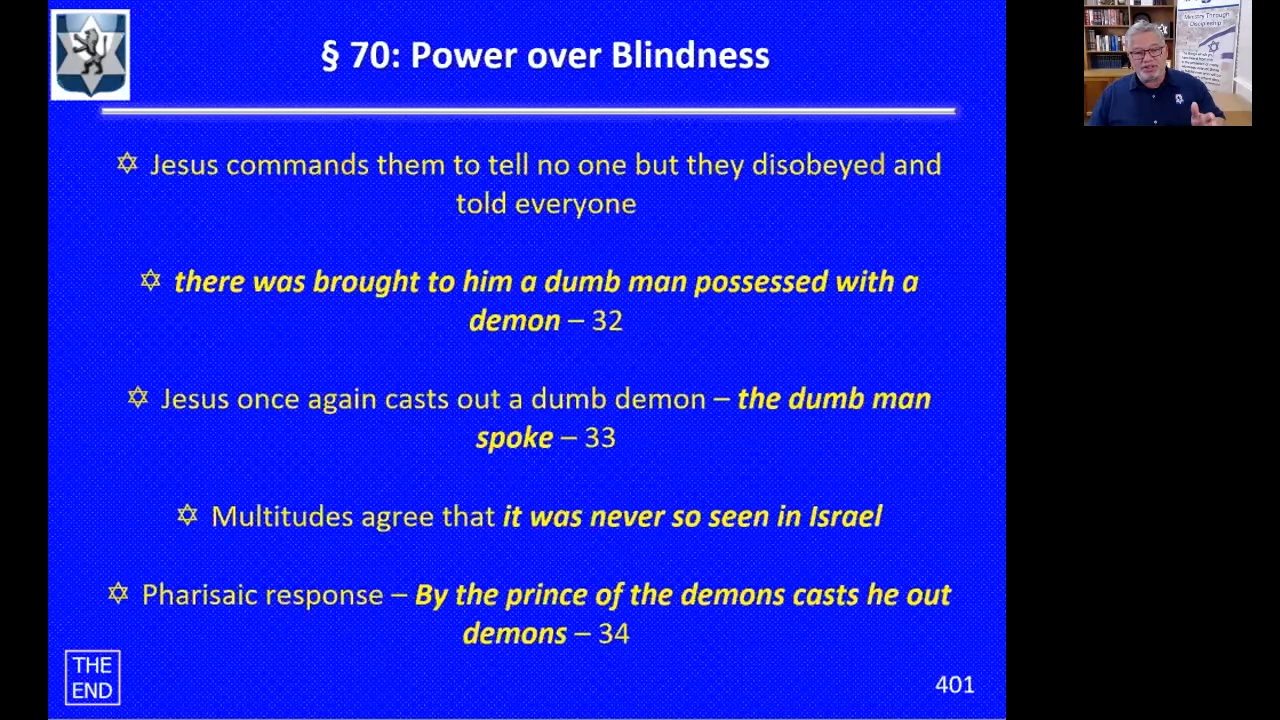 § 70: Power over Blindness
Ministry Through
Discipleship
✡ Jesus commands them to tell no one but they disobeyed and
told everyone
✡ there was brought to him a dumb man possessed with a
demon – 32
✡ Jesus once again casts out a dumb demon – the dumb man
spoke – 33
✡ Multitudes agree that it was never so seen in Israel
✡ Pharisaic response – By the prince of the demons casts he out
demons – 34
THE
END
401